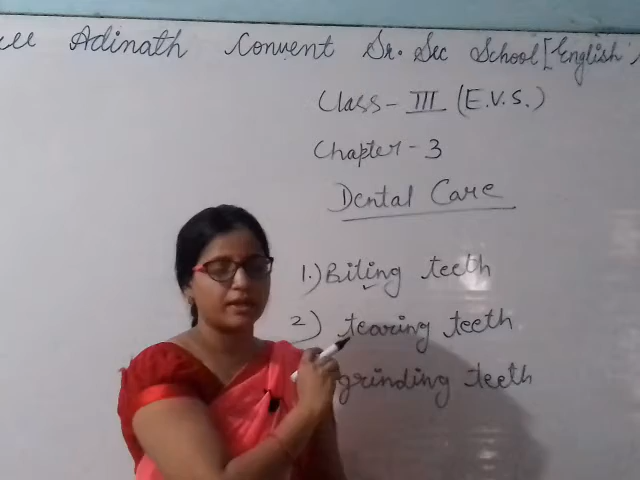 Adinath Convent Sr. Sec School [English
Class - III (E.V.S.)
Chapter - 3
Dental Care
1.) Biting teeth
2) tearing teeth
grinding teeth